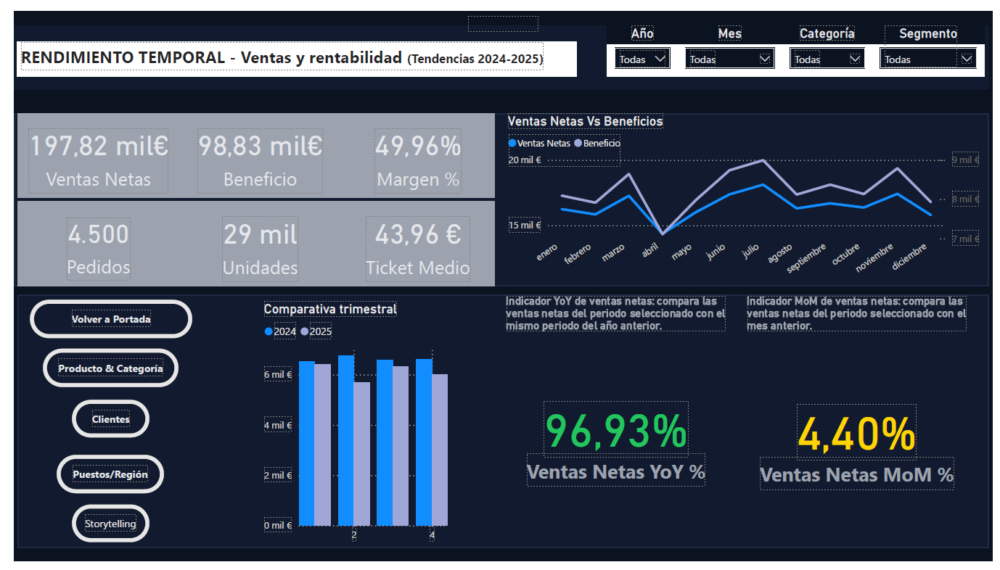 Año
Mes
Categoría
Segmento
RENDIMIENTO TEMPORAL - Ventas y rentabilidad (Tendencias 2024-2025)
Todas
Todas
Todas
Todas
197,82 mil€
Ventas Netas
98,83 mil€
Beneficio
49,96%
Margen %
4.500
Pedidos
29 mil
Unidades
43,96 €
Ticket Medio
Ventas Netas Vs Beneficios
Ventas Netas
Beneficio
20 mil €
15 mil €
9 mil €
8 mil €
7 mil €
enero
febrero
marzo
abril
mayo
junio
julio
agosto
septiembre
octubre
noviembre
diciembre
Volver a Portada
Producto & Categoría
Clientes
Puestos/Región
Storytelling
Comparativa trimestral
2024
2025
6 mil €
4 mil €
2 mil €
0 mil €
2
4
Indicador YoY de ventas netas: compara las
ventas netas del periodo seleccionado con el
mismo periodo del año anterior.
96,93%
Ventas Netas YoY %
Indicador MoM de ventas netas: compara las
ventas netas del periodo seleccionado con el
mes anterior.
4,40%
Ventas Netas MoM %